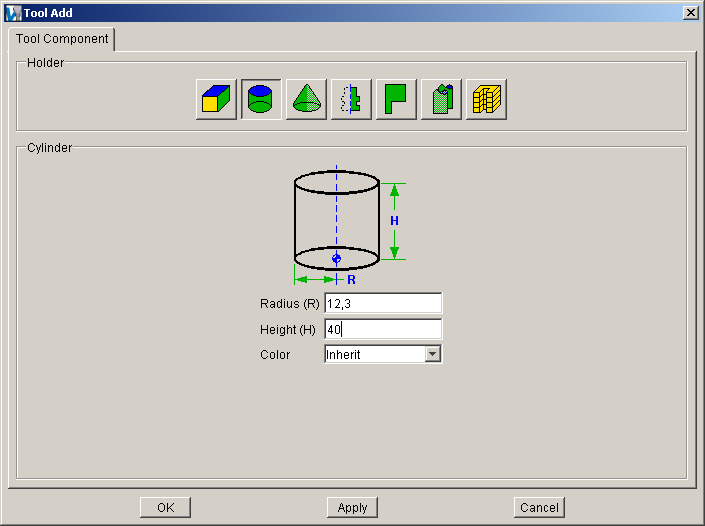 Tool Add
Tool Component
Holder
Cylinder
H
R
Radius (R) 12,3
Height (H) 40
Color Inherit
OK Apply Cancel